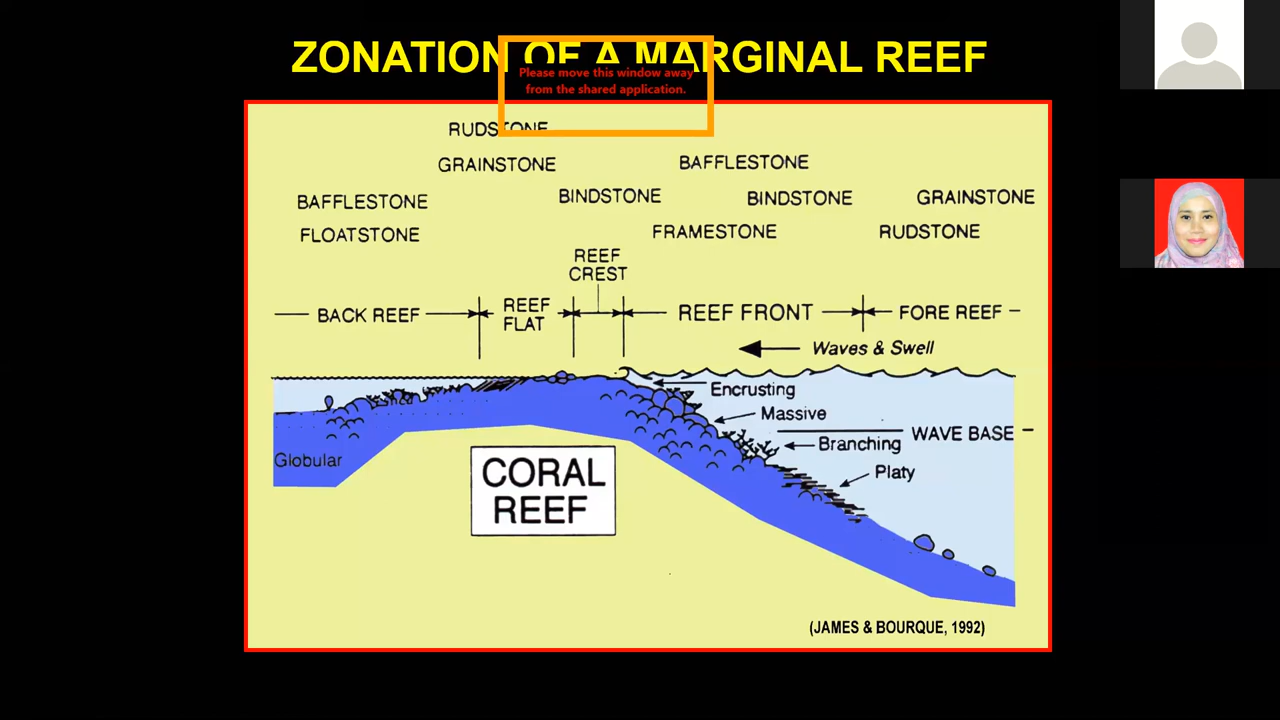 ZONATION OF A MARGINAL REEF
Please move this window away
from the shared application.
RUDSTONE
GRAINSTONE
BAFFLESTONE
BAFFLESTONE
BINDSTONE
BINDSTONE
GRAINSTONE
FLOATSTONE
FRAMESTONE
RUDSTONE
REEF
CREST
BACK REEF
REEF
FLAT
REEF FRONT
FORE REEF
Waves & Swell
Encrusting
Massive
WAVE BASE
Branching
Platy
Globular
CORAL
REEF
(JAMES & BOURQUE, 1992)